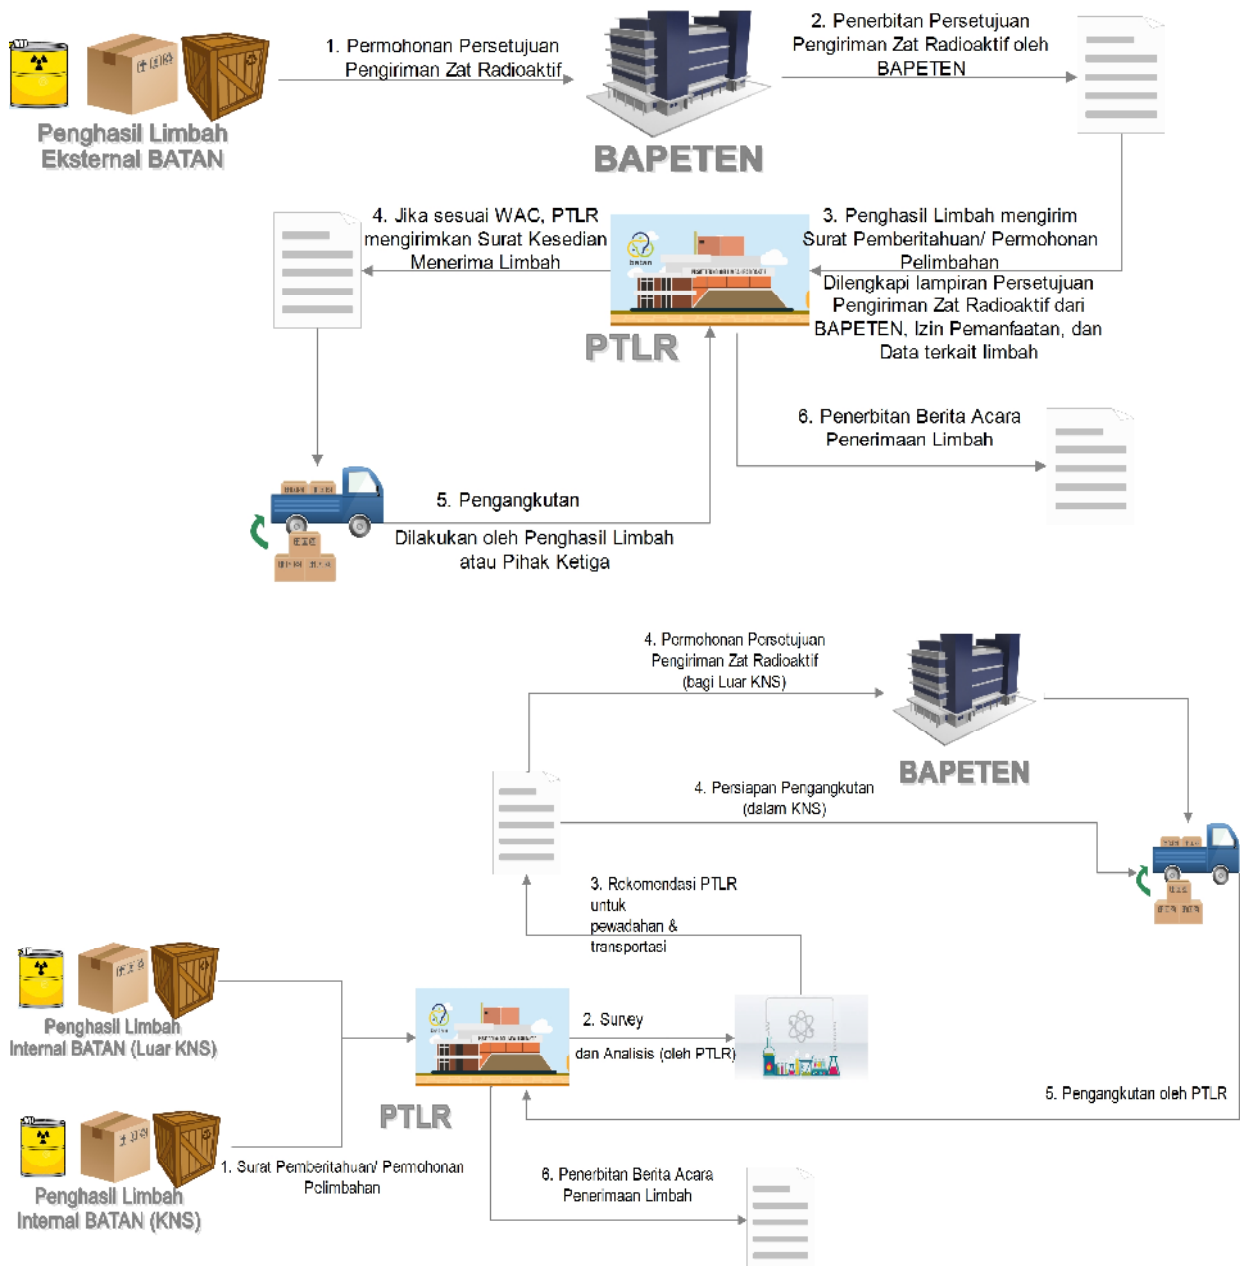 1. Permohonan Persetujuan
Pengiriman Zat Radioaktif
2. Penerbitan Persetujuan
Pengiriman Zat Radioaktif oleh
BAPETEN
Penghasil Limbah
Eksternal BATAN
BAPETEN
4. Jika sesuai WAC, PTLR
mengirimkan Surat Kesedian
Menerima Limbah
batan
3. Penghasil Limbah mengirim
Surat Pemberitahuan/ Permohonan
Pelimbahan
Dilengkapi lampiran Persetujuan
Pengiriman Zat Radioaktif dari
BAPETEN, Izin Pemanfaatan, dan
Data terkait limbah
PTLR
6. Penerbitan Berita Acara
Penerimaan Limbah
5. Pengangkutan
Dilakukan oleh Penghasil Limbah
atau Pihak Ketiga
4. Permohonan Persetujuan
Pengiriman Zat Radioaktif
(bagi Luar KNS)
BAPETEN
4. Persiapan Pengangkutan
(dalam KNS)
3. Rekomendasi PTLR
untuk
pewadahan &
transportasi
Penghasil Limbah
Internal BATAN (Luar KNS)
2. Survey
dan Analisis (oleh PTLR)
PTLR
5. Pengangkutan oleh PTLR
1. Surat Pemberitahuan/ Permohonan
Pelimbahan
Penghasil Limbah
Internal BATAN (KNS)
6. Penerbitan Berita Acara
Penerimaan Limbah